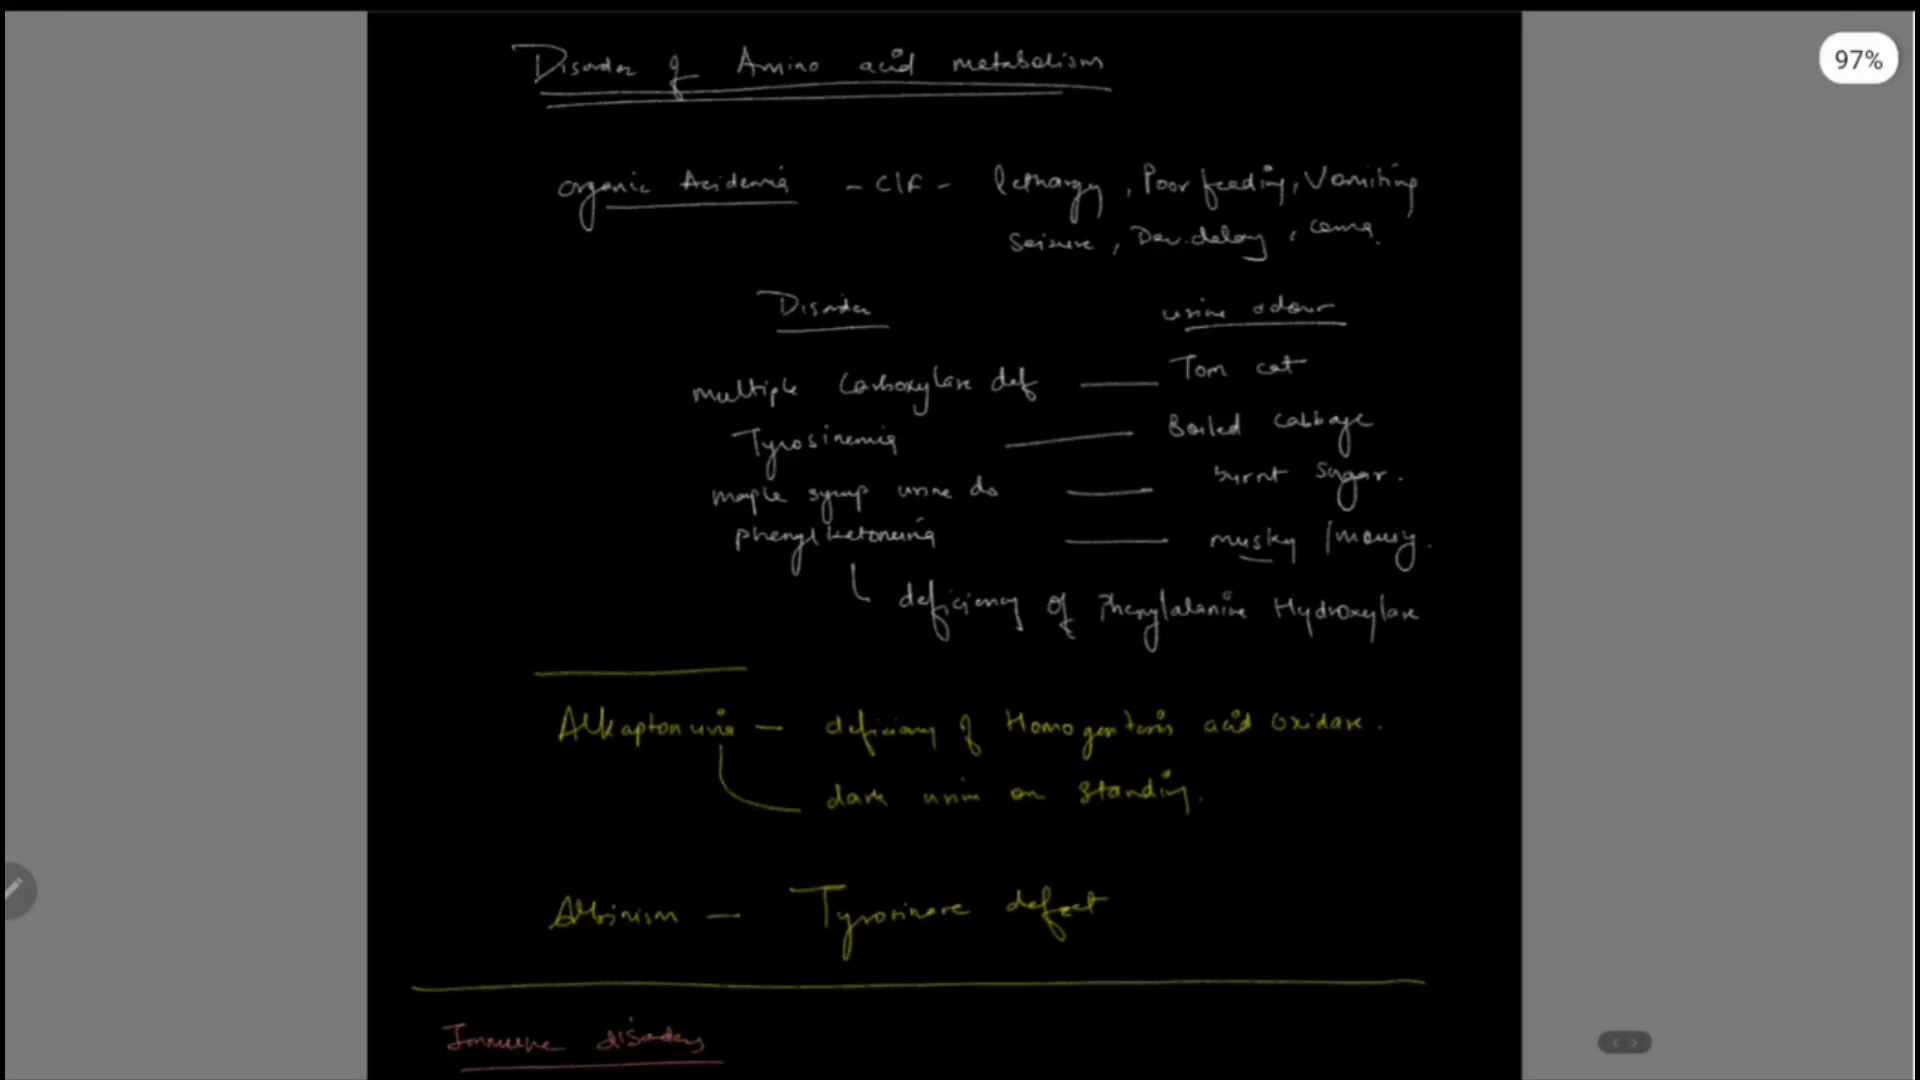 97%
Disorder of Amino acid metabolism
organic Acidemia - C/F - lethargy, Poor feeding, Vomiting
seizure, Dev. delay, coma.
Disorder urine odour
multiple carboxylase def — Tom cat
Tyrosinemia — Boiled cabbage
maple syrup urine ds — burnt sugar.
phenylketonuria — musky / mousy.
deficiency of Phenylalanine Hydroxylase
Alkaptonuria — deficiency of Homogentisic acid oxidase.
dark urine on standing.
Albinism — Tyrosinase defect
Immune disorders